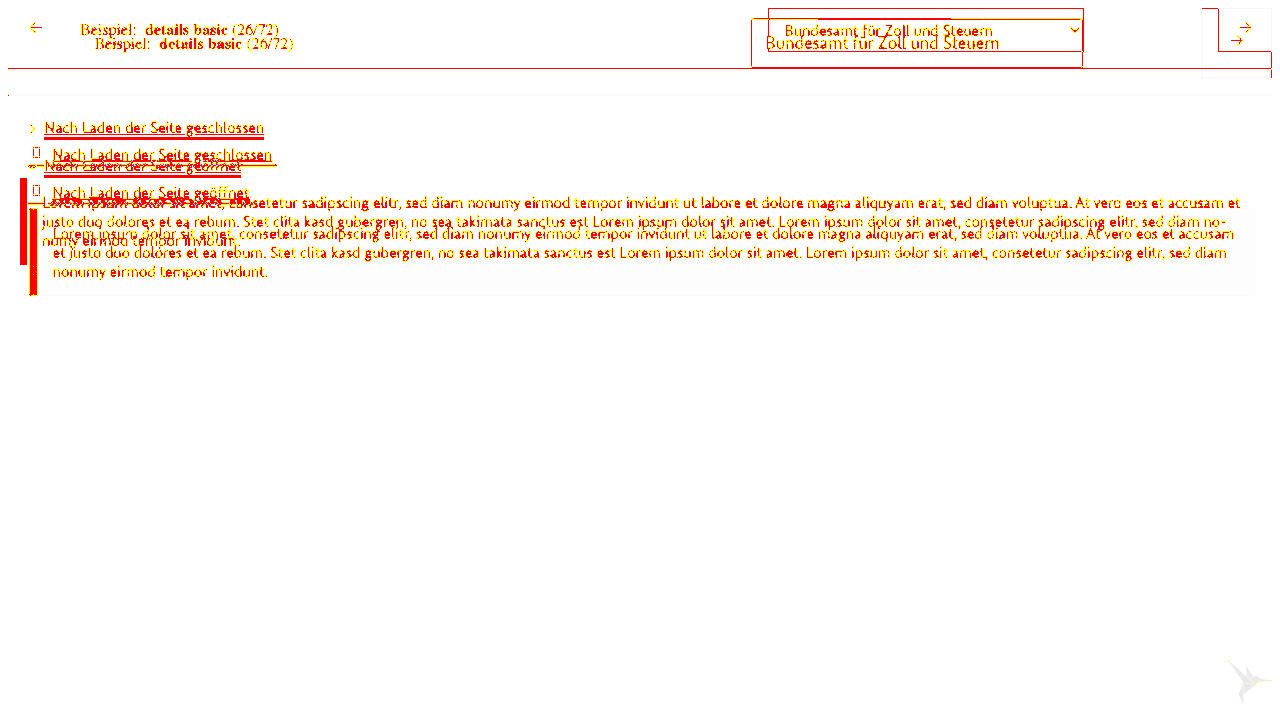 Beispiel: details basic (26/72)
Beispiel: details basic (26/72)
Bundesamt für Zoll und Steuern
Bundesamt für Zoll und Steuern
Nach Laden der Seite geschlossen
Nach Laden der Seite geschlossen
Nach Laden der Seite geöffnet
Nach Laden der Seite geöffnet
Lorem ipsum dolor sit amet, consetetur sadipscing elitr, sed diam nonumy eirmod tempor invidunt ut labore et dolore magna aliquyam erat, sed diam voluptua. At vero eos et accusam et
justo duo dolores et ea rebum. Stet clita kasd gubergren, no sea takimata sanctus est Lorem ipsum dolor sit amet. Lorem ipsum dolor sit amet, consetetur sadipscing elitr, sed diam no-
numy eirmod tempor invidunt.
Lorem ipsum dolor sit amet, consetetur sadipscing elitr, sed diam nonumy eirmod tempor invidunt ut labore et dolore magna aliquyam erat, sed diam voluptua. At vero eos et accusam
et justo duo dolores et ea rebum. Stet clita kasd gubergren, no sea takimata sanctus est Lorem ipsum dolor sit amet. Lorem ipsum dolor sit amet, consetetur sadipscing elitr, sed diam
nonumy eirmod tempor invidunt.